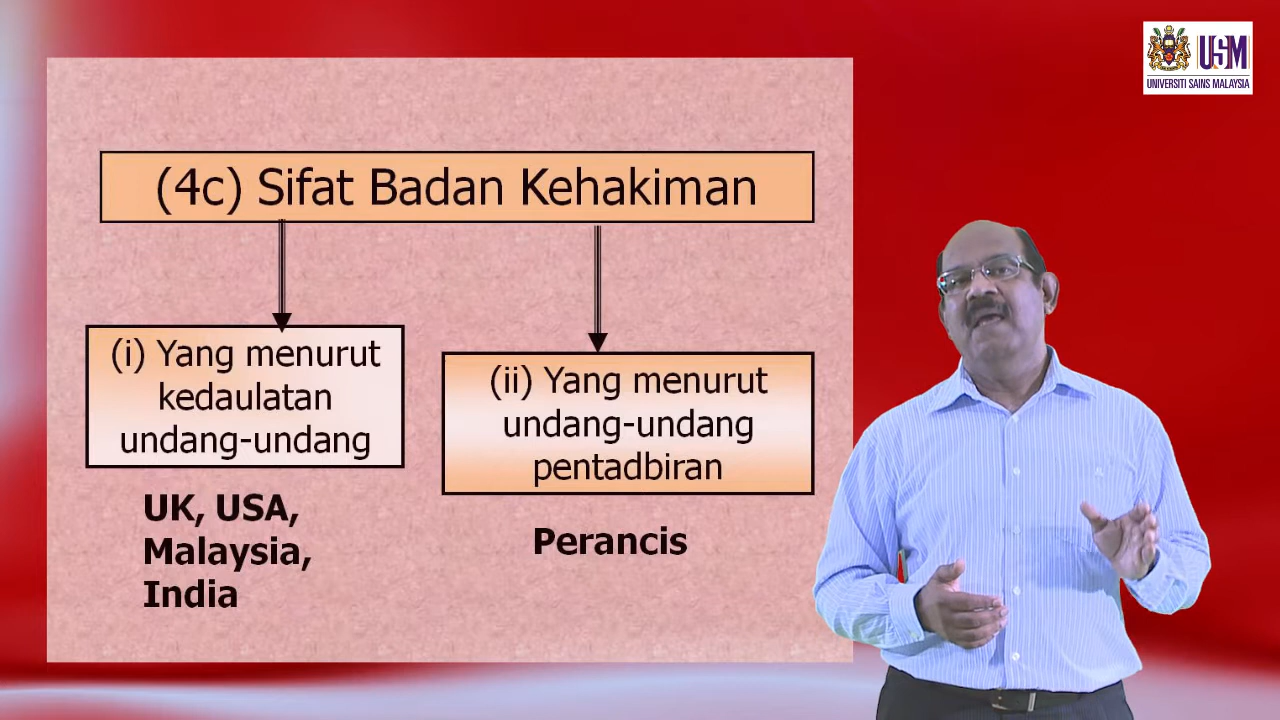 USM
UNIVERSITI SAINS MALAYSIA
(4c) Sifat Badan Kehakiman
(i) Yang menurut
kedaulatan
undang-undang
UK, USA,
Malaysia,
India
(ii) Yang menurut
undang-undang
pentadbiran
Perancis